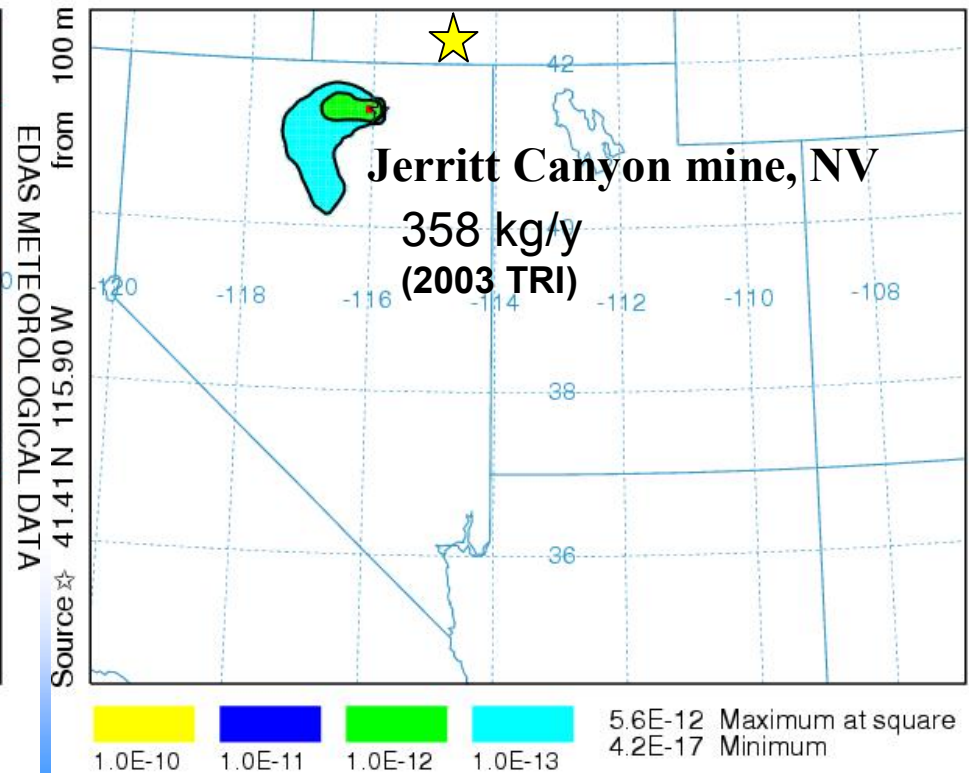 EDAS METEOROLOGICAL DATA
Source ☆ 41.41 N 115.90 W from 100 m
42
Jerritt Canyon mine, NV
358 kg/y
40
(2003 TRI)
0
-120
-118
-116
-114
-112
-110
-108
38
36
1.0E-10
1.0E-11
1.0E-12
1.0E-13
5.6E-12 Maximum at square
4.2E-17 Minimum